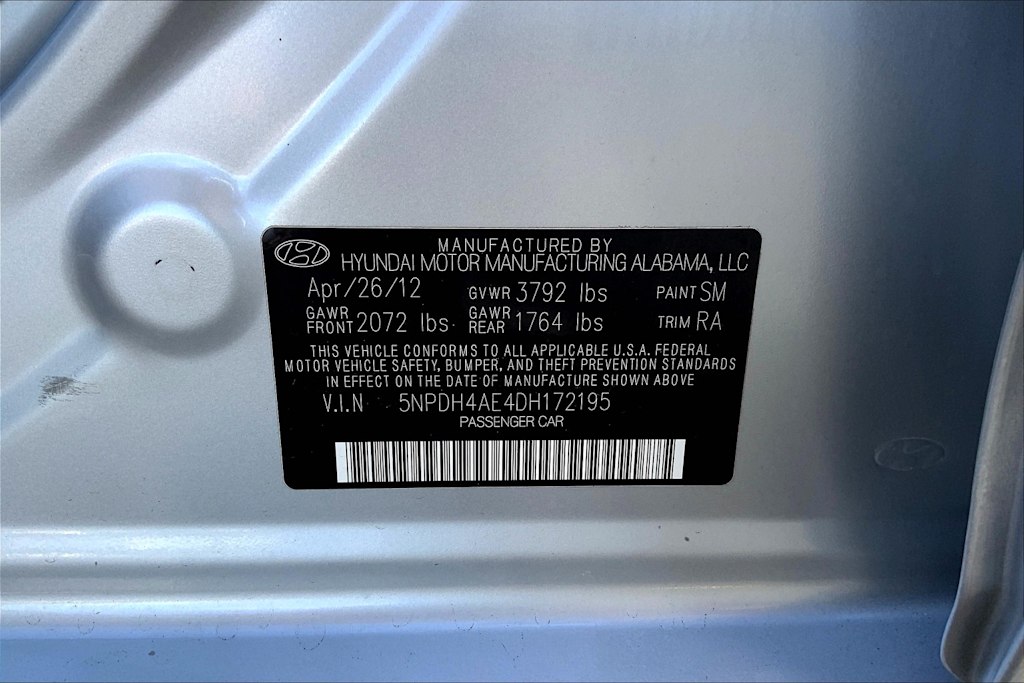 MANUFACTURED BY
HYUNDAI MOTOR MANUFACTURING ALABAMA, LLC
Apr/26/12 GVWR 3792 lbs PAINT SM
GAWR FRONT 2072 lbs. GAWR REAR 1764 lbs TRIM RA
THIS VEHICLE CONFORMS TO ALL APPLICABLE U.S.A. FEDERAL
MOTOR VEHICLE SAFETY, BUMPER, AND THEFT PREVENTION STANDARDS
IN EFFECT ON THE DATE OF MANUFACTURE SHOWN ABOVE
V.I.N 5NPDH4AE4DH172195
PASSENGER CAR